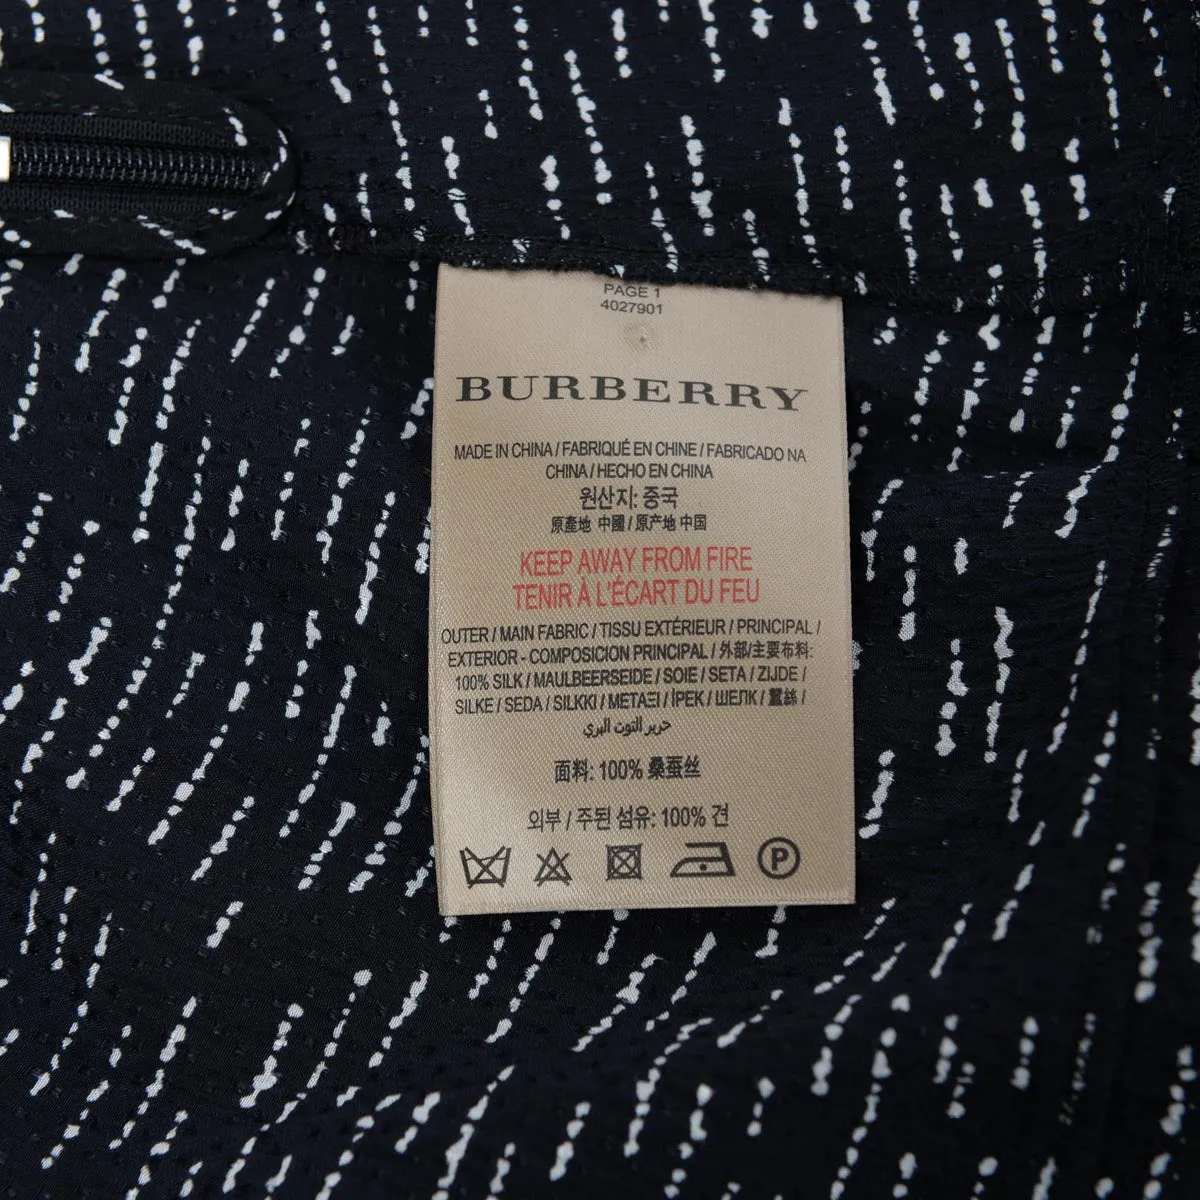 PAGE 1
4027901
BURBERRY
MADE IN CHINA / FABRIQUÉ EN CHINE / FABRICADO NA
CHINA / HECHO EN CHINA
원산지: 중국
原產地 中國 / 原产地 中国
KEEP AWAY FROM FIRE
TENIR À L'ÉCART DU FEU
OUTER / MAIN FABRIC / TISSU EXTÉRIEUR / PRINCIPAL /
EXTERIOR - COMPOSICION PRINCIPAL / 外部/主要布料:
100% SILK / MAULBEERSEIDE / SOIE / SETA / ZIJDE /
SILKE / SEDA / SILKKI / ΜΕΤΑΞΙ / İPEK / ШЕЛК / 蠶絲 /
حرير التوت البري
面料: 100% 桑蚕丝
외부 / 주된 섬유: 100% 견
P